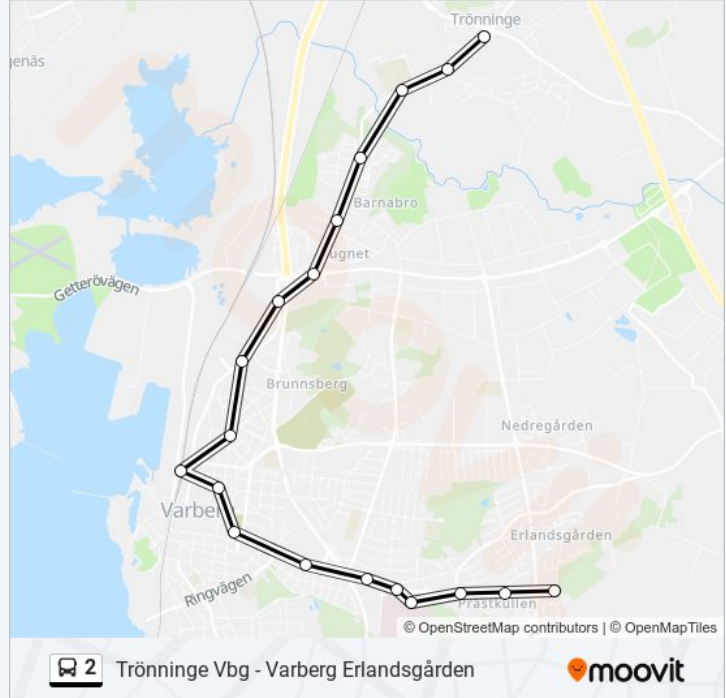 Trönninge
genäs
Barnabro
ugnet
Getterövägen
Brunnsberg
Nedregården
Varber
Erlandsgården
Ringvägen
Prästkullen
© OpenStreetMap contributors | © OpenMapTiles
2 Trönninge Vbg - Varberg Erlandsgården
moovit